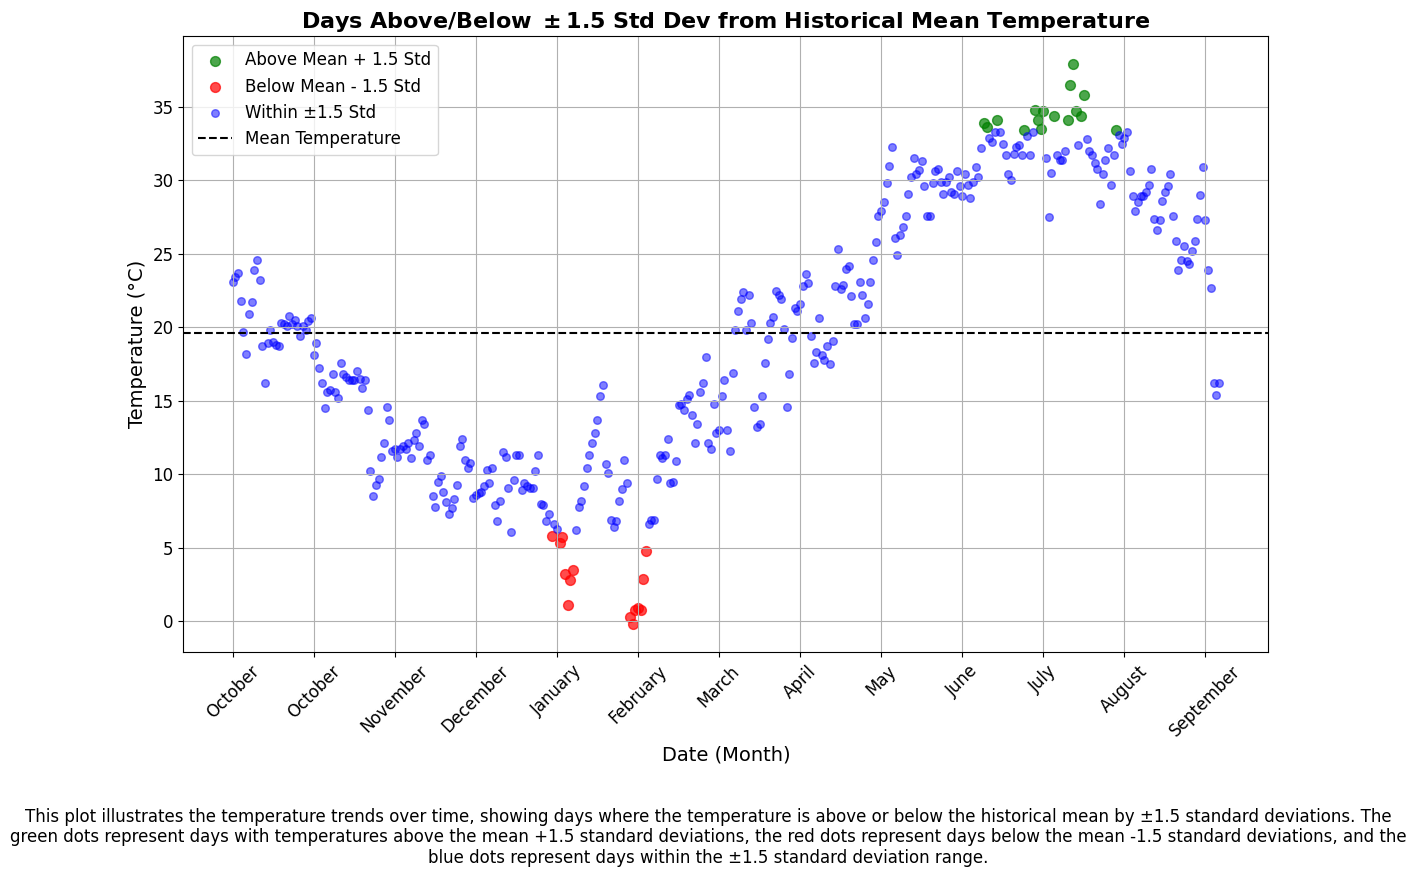 Days Above/Below ±1.5 Std Dev from Historical Mean Temperature
Above Mean + 1.5 Std
Below Mean - 1.5 Std
Within ±1.5 Std
Mean Temperature
Temperature (°C)
35
30
25
20
15
10
5
0
October
October
November
December
January
February
March
April
May
June
July
August
September
Date (Month)
This plot illustrates the temperature trends over time, showing days where the temperature is above or below the historical mean by ±1.5 standard deviations. The
green dots represent days with temperatures above the mean +1.5 standard deviations, the red dots represent days below the mean -1.5 standard deviations, and the
blue dots represent days within the ±1.5 standard deviation range.